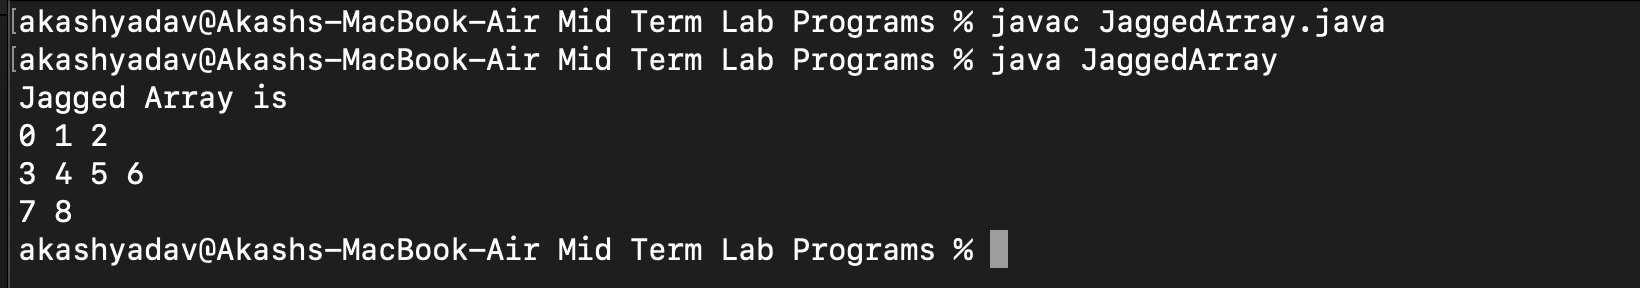 [akashyadav@Akashs-MacBook-Air Mid Term Lab Programs % javac JaggedArray.java
[akashyadav@Akashs-MacBook-Air Mid Term Lab Programs % java JaggedArray
Jagged Array is
0 1 2
3 4 5 6
7 8
akashyadav@Akashs-MacBook-Air Mid Term Lab Programs %